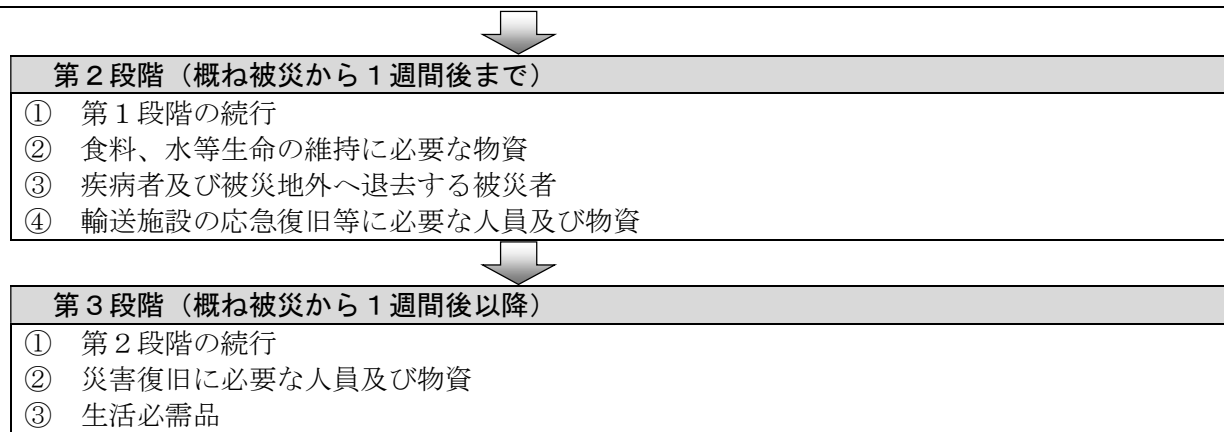 第２段階（概ね被災から１週間後まで）
① 第１段階の続行
② 食料、水等生命の維持に必要な物資
③ 疾病者及び被災地外へ退去する被災者
④ 輸送施設の応急復旧等に必要な人員及び物資
第３段階（概ね被災から１週間後以降）
① 第２段階の続行
② 災害復旧に必要な人員及び物資
③ 生活必需品